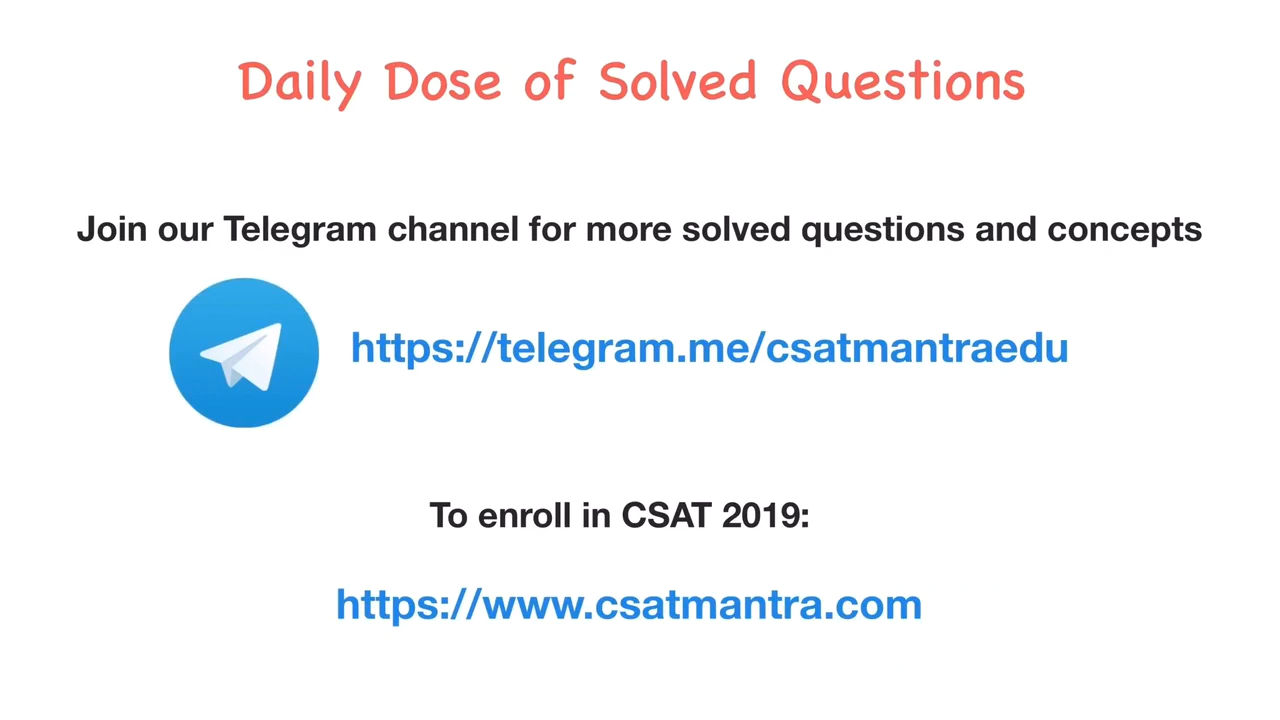 Daily Dose of Solved Questions
Join our Telegram channel for more solved questions and concepts
https://telegram.me/csatmantraedu
To enroll in CSAT 2019:
https://www.csatmantra.com